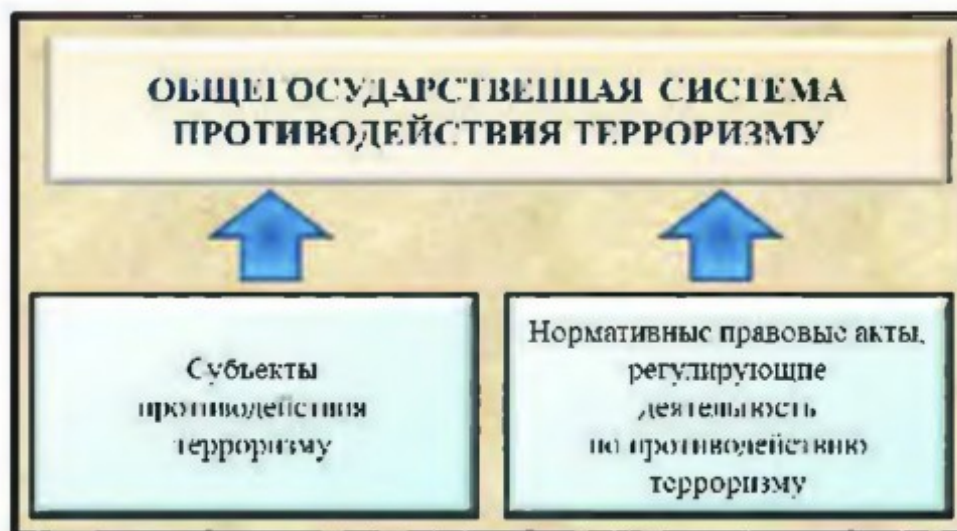 ОБЩЕГОСУДАРСТВЕННАЯ СИСТЕМА
ПРОТИВОДЕЙСТВИЯ ТЕРРОРИЗМУ
Субъекты
противодействия
терроризму
Нормативные правовые акты,
регулирующие
деятельность
по противодействию
терроризму